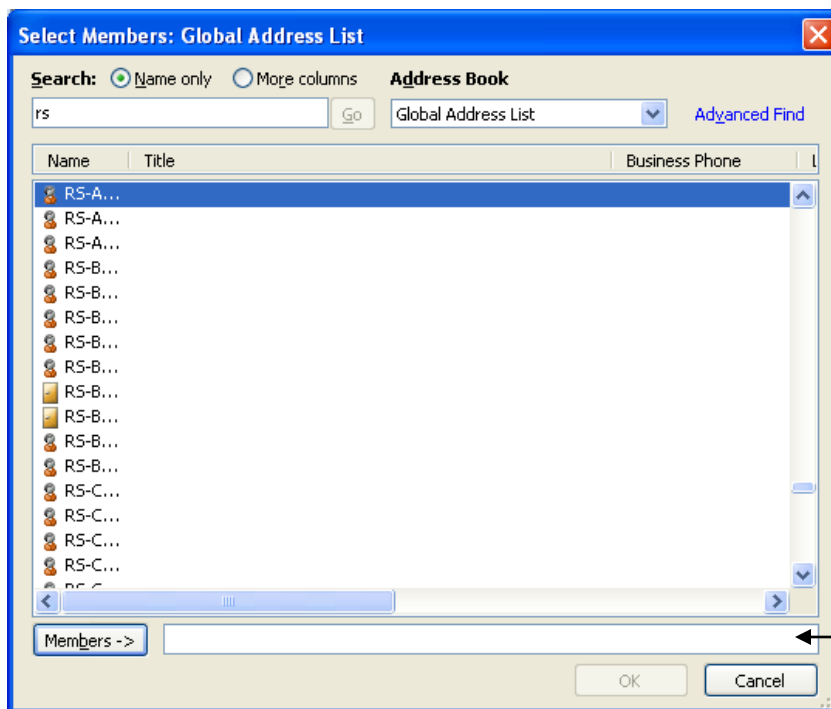 Select Members: Global Address List
Search: Name only More columns Address Book
rs Go Global Address List Advanced Find
Name Title Business Phone L
RS-A...
RS-A...
RS-A...
RS-B...
RS-B...
RS-B...
RS-B...
RS-B...
RS-B...
RS-B...
RS-B...
RS-B...
RS-C...
RS-C...
RS-C...
RS-C...
Members ->
OK Cancel